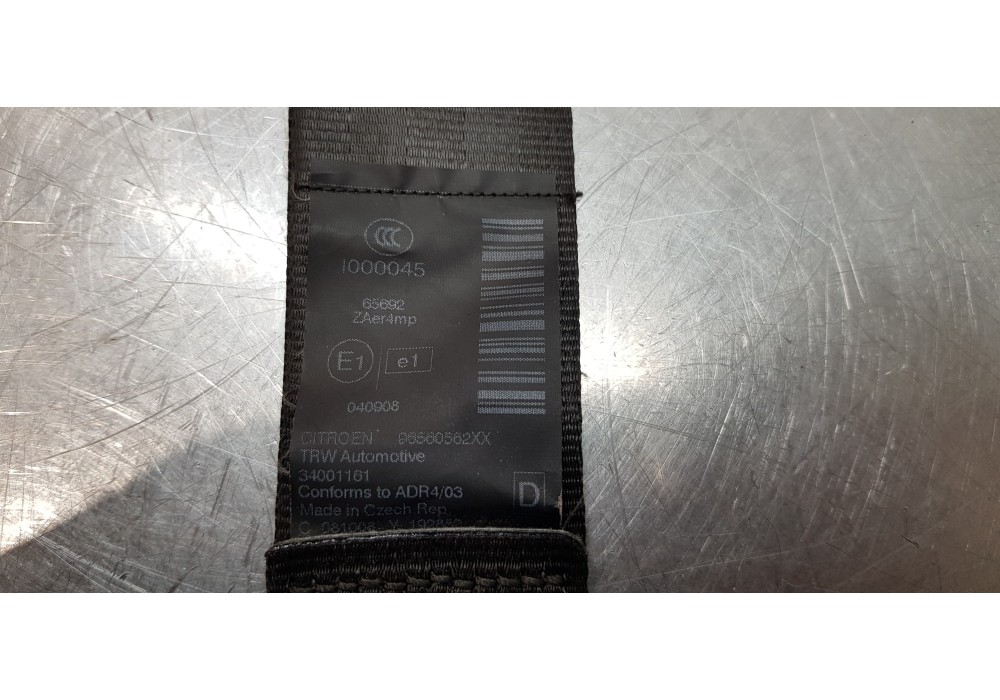 CCC
I000045
65692
ZAer4mp
E1 e1
040908
CITROEN 96560562XX
TRW Automotive
34001161
Conforms to ADR4/03
D
Made in Czech Rep
C 081008 Y